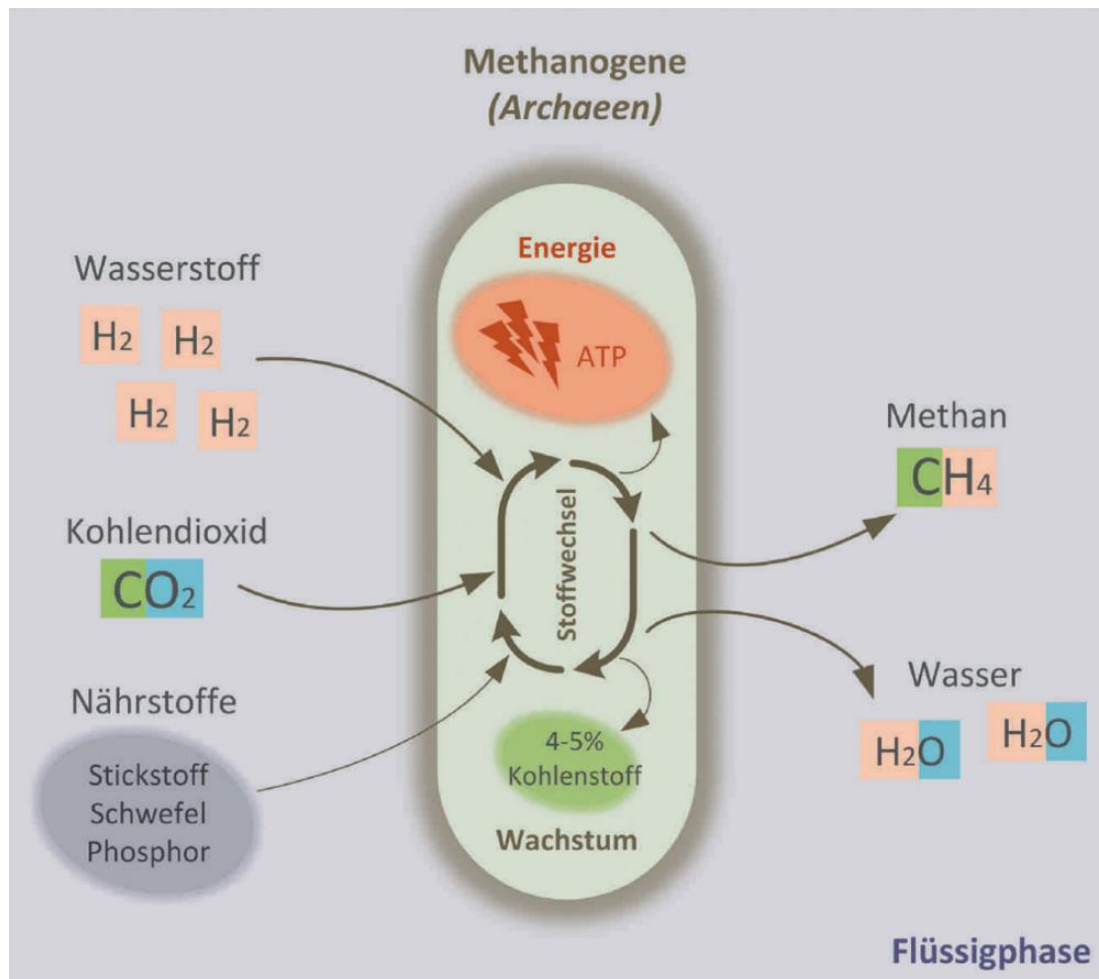 Methanogene
(Archaeen)
Energie
ATP
Wasserstoff
H₂ H₂
H₂ H₂
Kohlendioxid
CO₂
Nährstoffe
Stickstoff
Schwefel
Phosphor
Stoffwechsel
4-5%
Kohlenstoff
Wachstum
Methan
CH₄
Wasser
H₂O H₂O
Flüssigphase